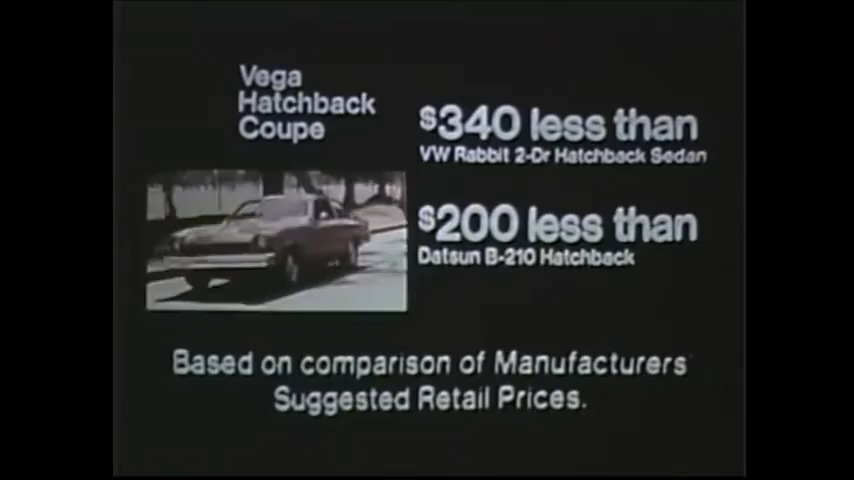 Vega
Hatchback
Coupe
$340 less than
VW Rabbit 2-Dr Hatchback Sedan
$200 less than
Datsun B-210 Hatchback
Based on comparison of Manufacturers
Suggested Retail Prices.